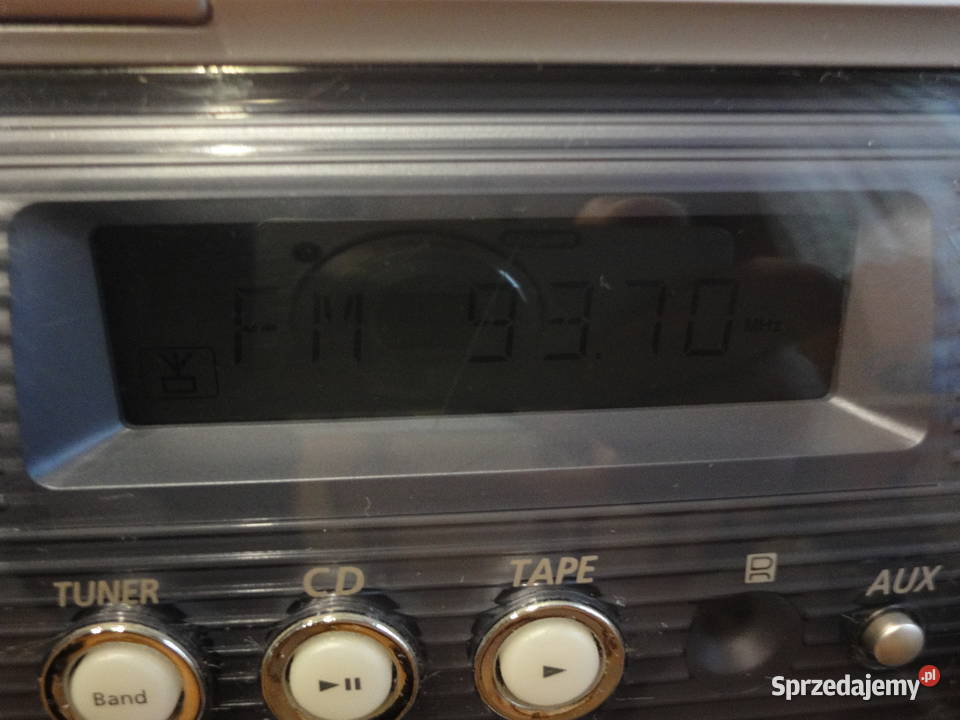 FM 93.70 MHz
TUNER CD TAPE AUX
Band
Sprzedajemy.pl